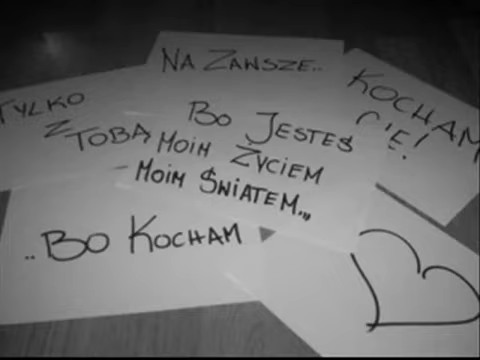 NA ZAWSZE..
KOCHAM
CIĘ!
TYLKO
Z
TOBĄ
BO JESTEŚ
MOIM ŻYCIEM
MOIM ŚWIATEM...
..BO KOCHAM